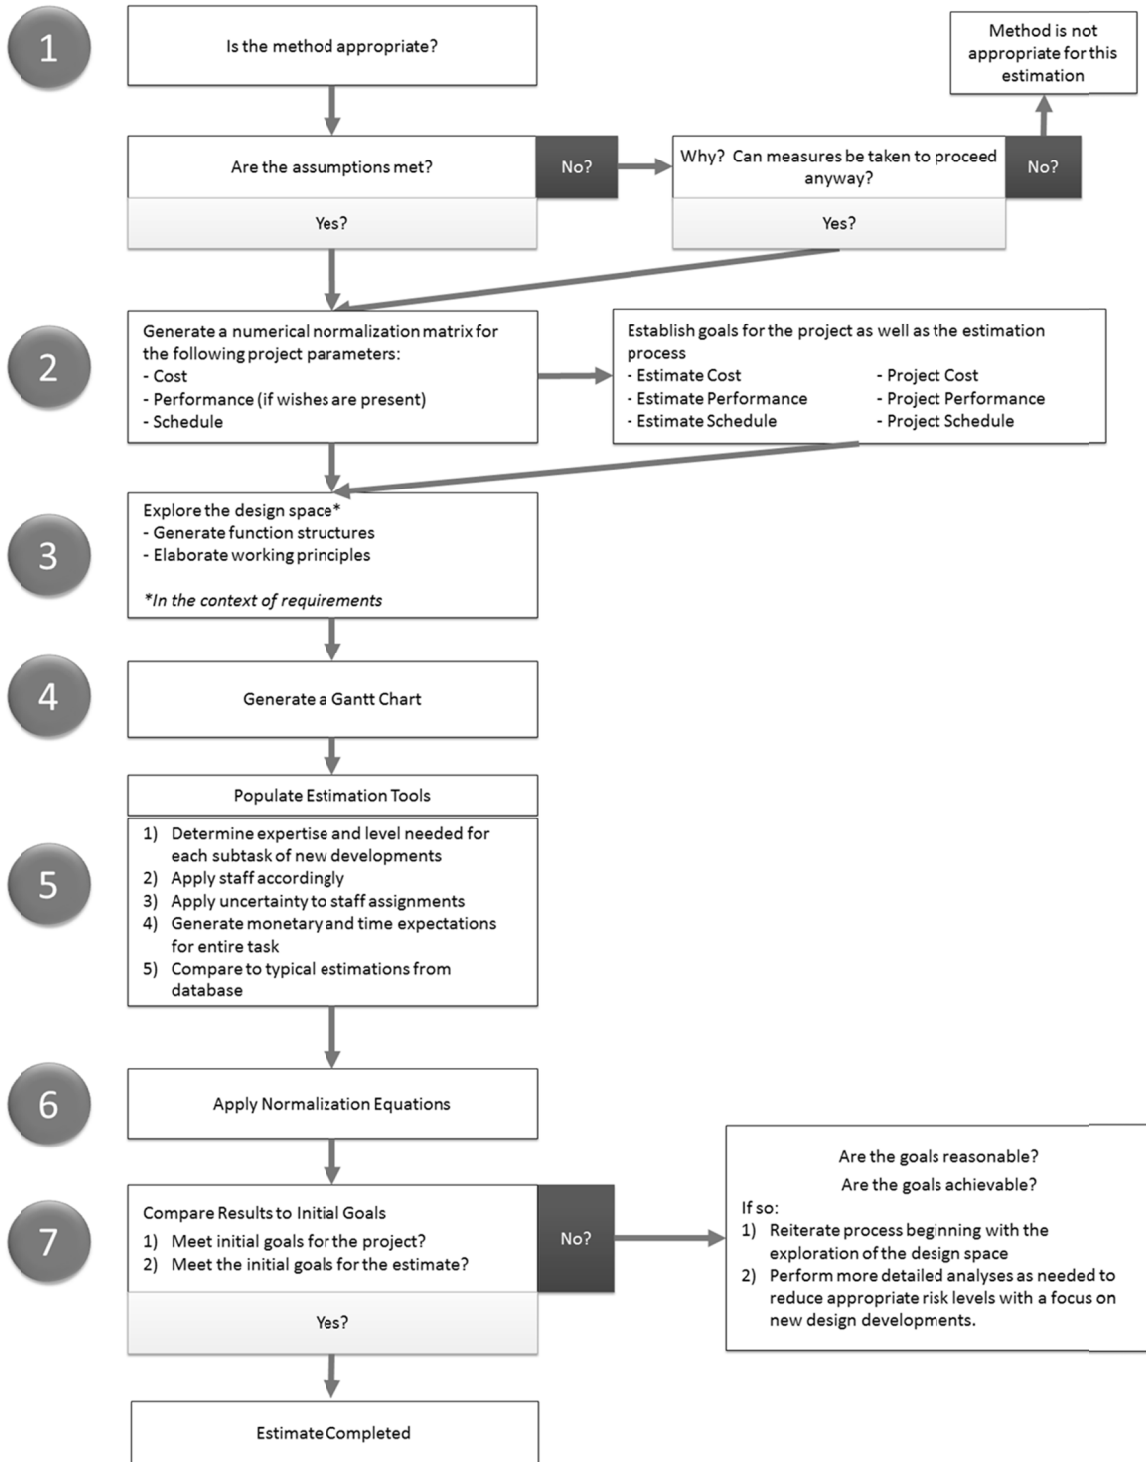 1
Is the method appropriate?
Method is not
appropriate for this
estimation
Are the assumptions met?
No?
Why? Can measures be taken to proceed
anyway?
No?
Yes?
Yes?
2
Generate a numerical normalization matrix for
the following project parameters:
- Cost
- Performance (if wishes are present)
- Schedule
Establish goals for the project as well as the estimation
process
- Estimate Cost
- Estimate Performance
- Estimate Schedule
- Project Cost
- Project Performance
- Project Schedule
3
Explore the design space*
- Generate function structures
- Elaborate working principles
*In the context of requirements
4
Generate a Gantt Chart
Populate Estimation Tools
5
1) Determine expertise and level needed for
each subtask of new developments
2) Apply staff accordingly
3) Apply uncertainty to staff assignments
4) Generate monetary and time expectations
for entire task
5) Compare to typical estimations from
database
6
Apply Normalization Equations
7
Compare Results to Initial Goals
1) Meet initial goals for the project?
2) Meet the initial goals for the estimate?
No?
Yes?
Are the goals reasonable?
Are the goals achievable?
If so:
1) Reiterate process beginning with the
exploration of the design space
2) Perform more detailed analyses as needed to
reduce appropriate risk levels with a focus on
new design developments.
Estimate Completed